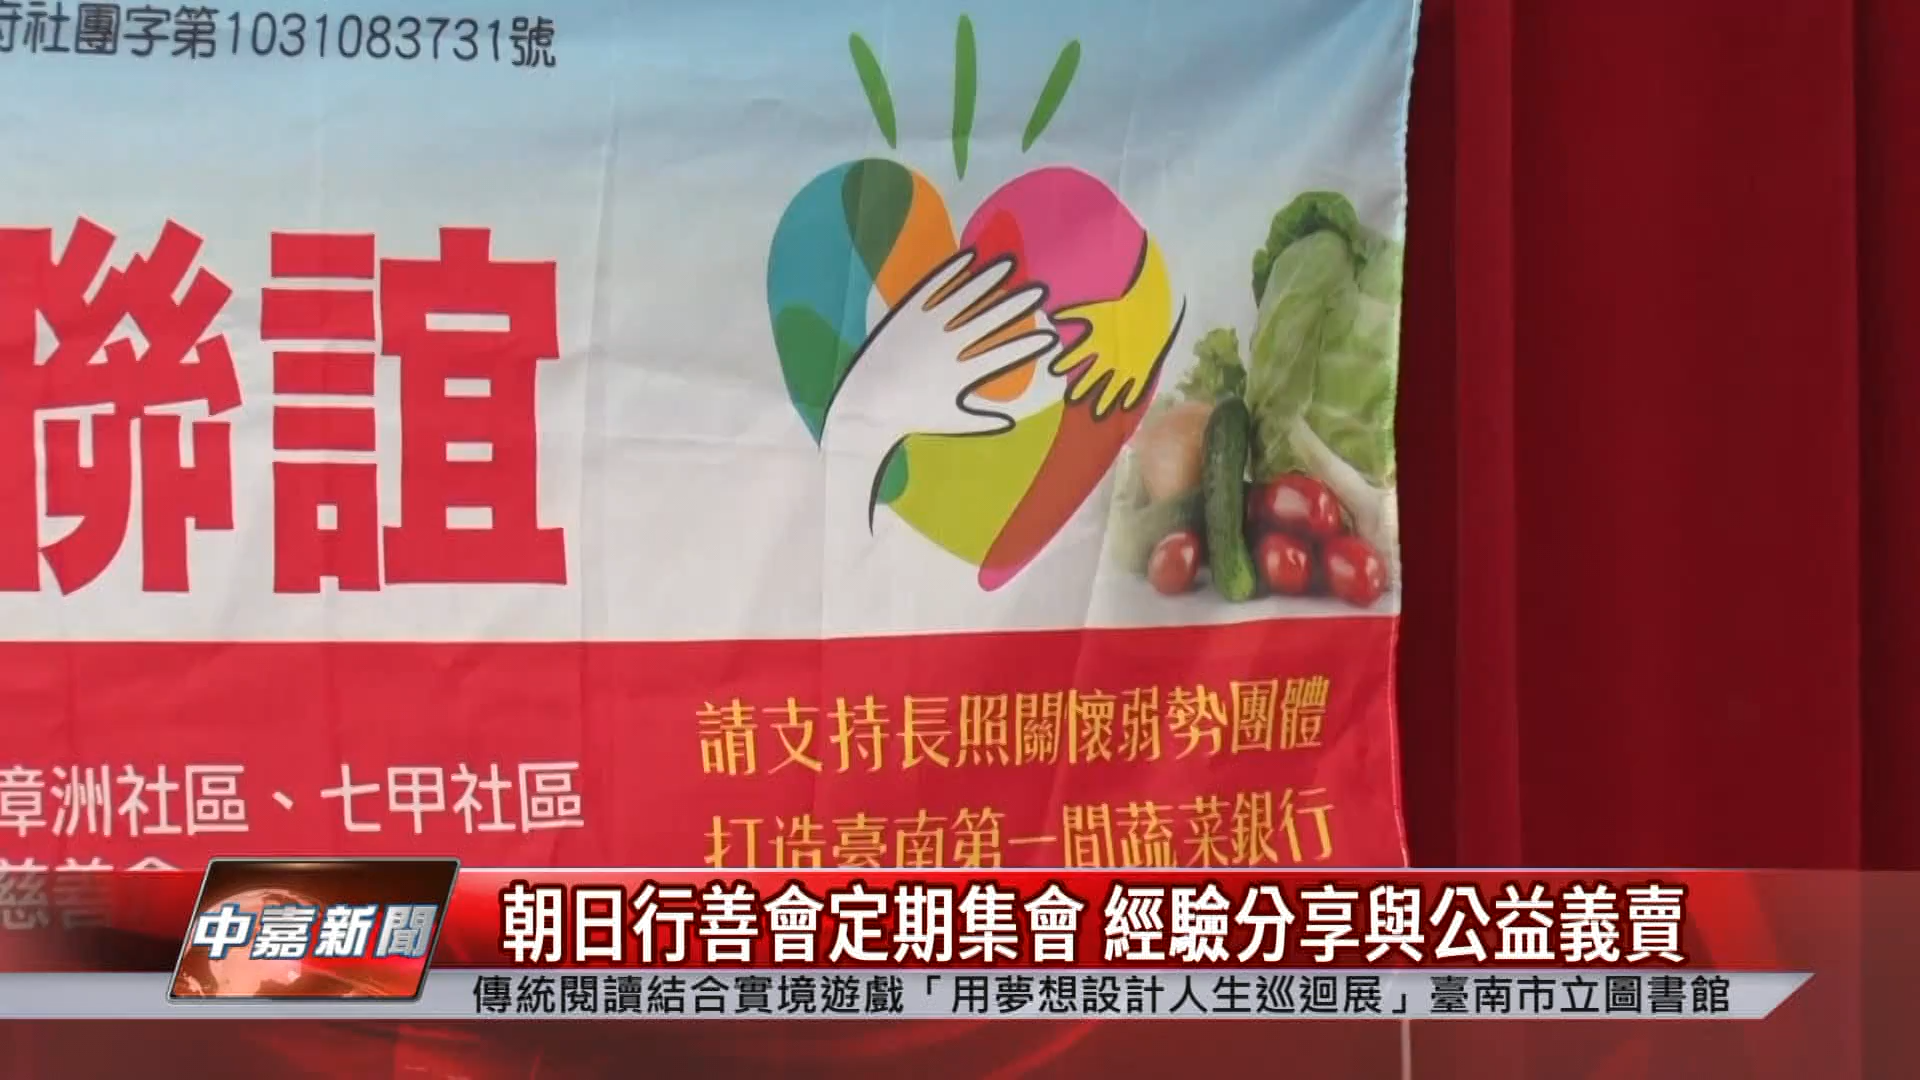 府社團字第1031083731號
聯誼
請支持長照關懷弱勢團體
漳洲社區、七甲社區
打造臺南第一間蔬菜銀行
慈善會
中嘉新聞
朝日行善會定期集會 經驗分享與公益義賣
傳統閱讀結合實境遊戲「用夢想設計人生巡迴展」臺南市立圖書館